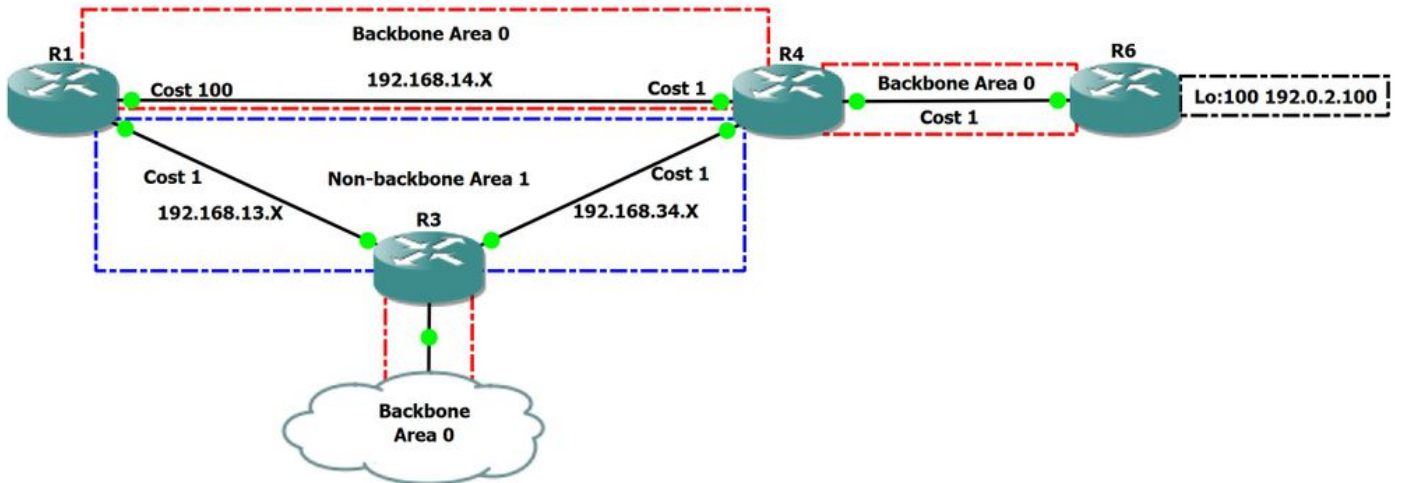 Backbone Area 0
R1
R4
R6
192.168.14.X
Cost 100
Cost 1
Backbone Area 0
Cost 1
Lo:100 192.0.2.100
Cost 1
Non-backbone Area 1
Cost 1
192.168.13.X
R3
192.168.34.X
Backbone
Area 0